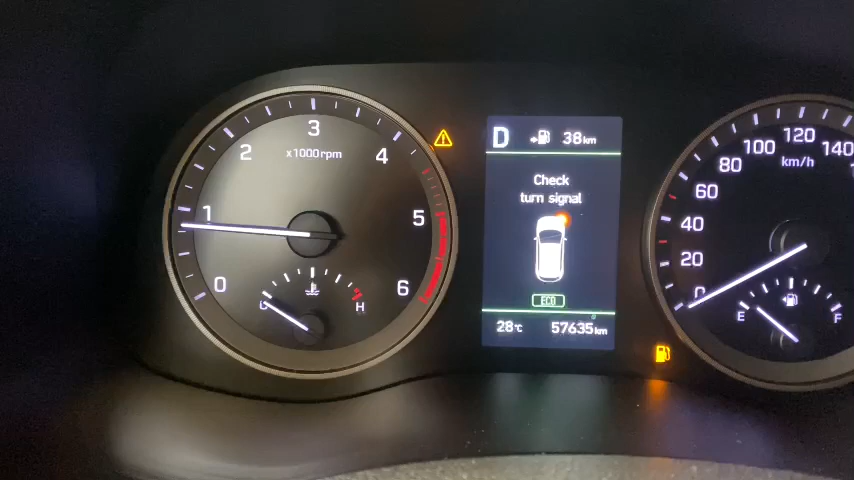 3
2
4
x1000rpm
1
5
0
6
C
H
D
38km
Check
turn signal
ECO
28℃
57635km
120
100
140
80
km/h
60
40
20
0
E
F